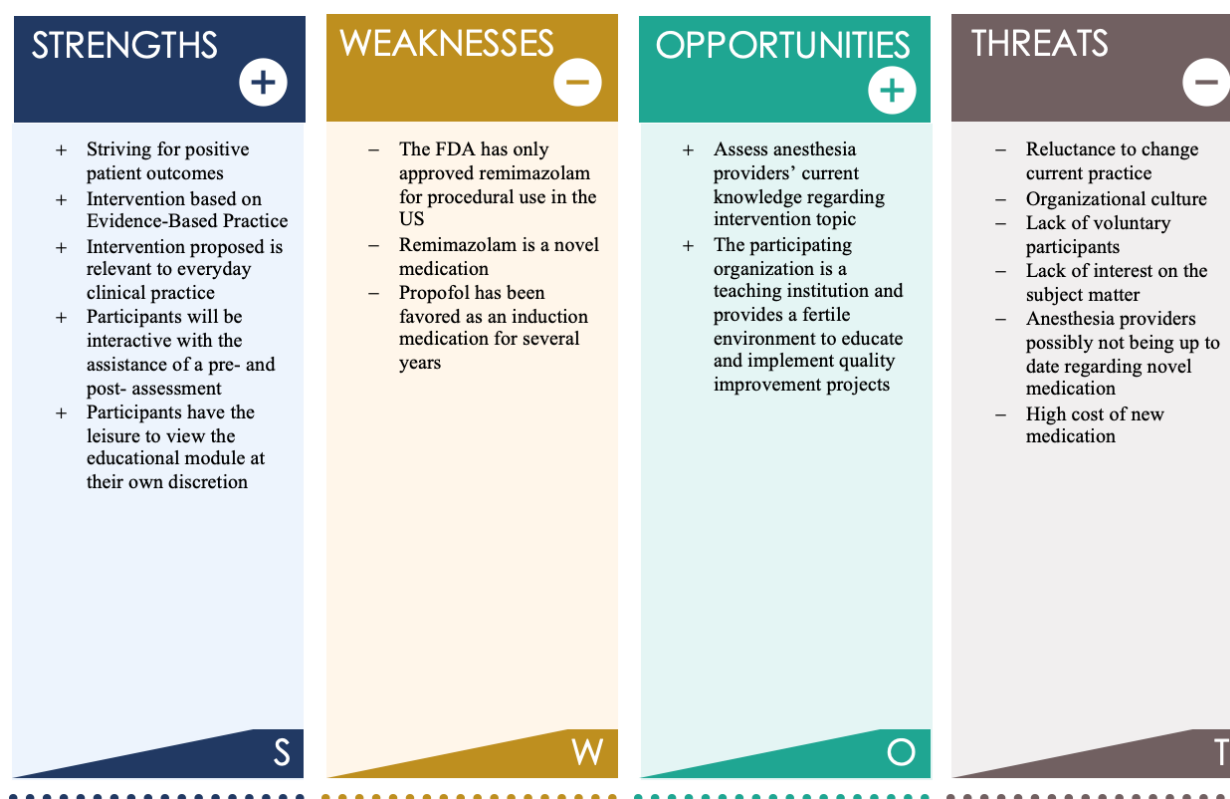 STRENGTHS
+
+ Striving for positive
patient outcomes
+ Intervention based on
Evidence-Based Practice
+ Intervention proposed is
relevant to everyday
clinical practice
+ Participants will be
interactive with the
assistance of a pre- and
post- assessment
+ Participants have the
leisure to view the
educational module at
their own discretion
S
WEAKNESSES
−
− The FDA has only
approved remimazolam
for procedural use in the
US
− Remimazolam is a novel
medication
− Propofol has been
favored as an induction
medication for several
years
W
OPPORTUNITIES
+
+ Assess anesthesia
providers’ current
knowledge regarding
intervention topic
+ The participating
organization is a
teaching institution and
provides a fertile
environment to educate
and implement quality
improvement projects
O
THREATS
−
− Reluctance to change
current practice
− Organizational culture
− Lack of voluntary
participants
− Lack of interest on the
subject matter
− Anesthesia providers
possibly not being up to
date regarding novel
medication
− High cost of new
medication
T